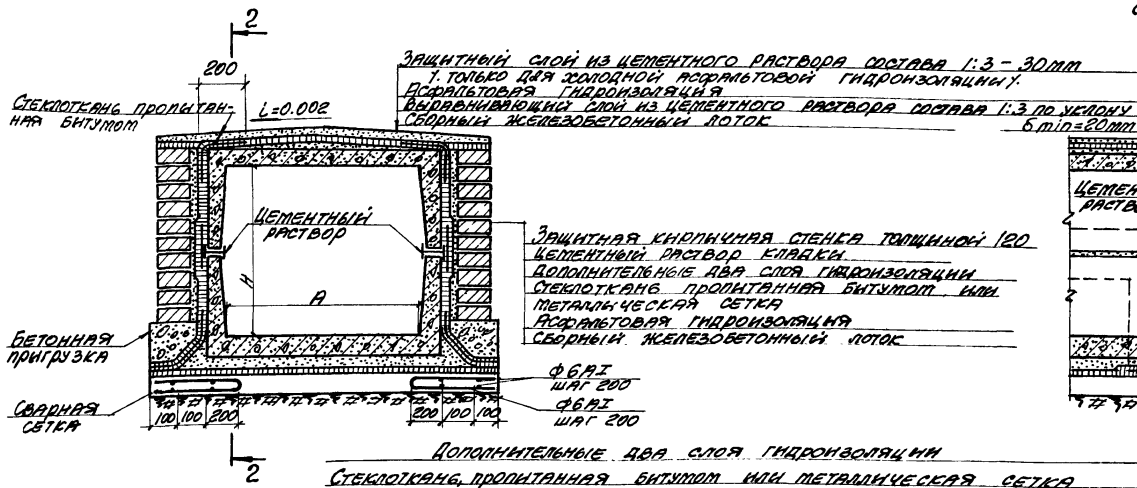 2
200
Стеклоткань пропитан-
ная битумом
i=0.002
Защитный слой из цементного раствора состава 1:3 - 30мм
/. только для холодной асфальтовой гидроизоляции/.
Асфальтовая гидроизоляция
Выравнивающий слой из цементного раствора состава 1:3 по уклону
δ min=20мм
Сборный железобетонный лоток
Цементный
раствор
H
A
Защитная кирпичная стенка толщиной 120
Цементный раствор кладки
Дополнительные два слоя гидроизоляции
Стеклоткань пропитанная битумом или
металлическая сетка
Асфальтовая гидроизоляция
Сборный железобетонный лоток
Бетонная
пригрузка
Сварная
сетка
ф6АI
шаг 200
ф6АI
шаг 200
100 100 200
200 100 100
2
Дополнительные два слоя гидроизоляции
Стеклоткань, пропитанная битумом или металлическая сетка